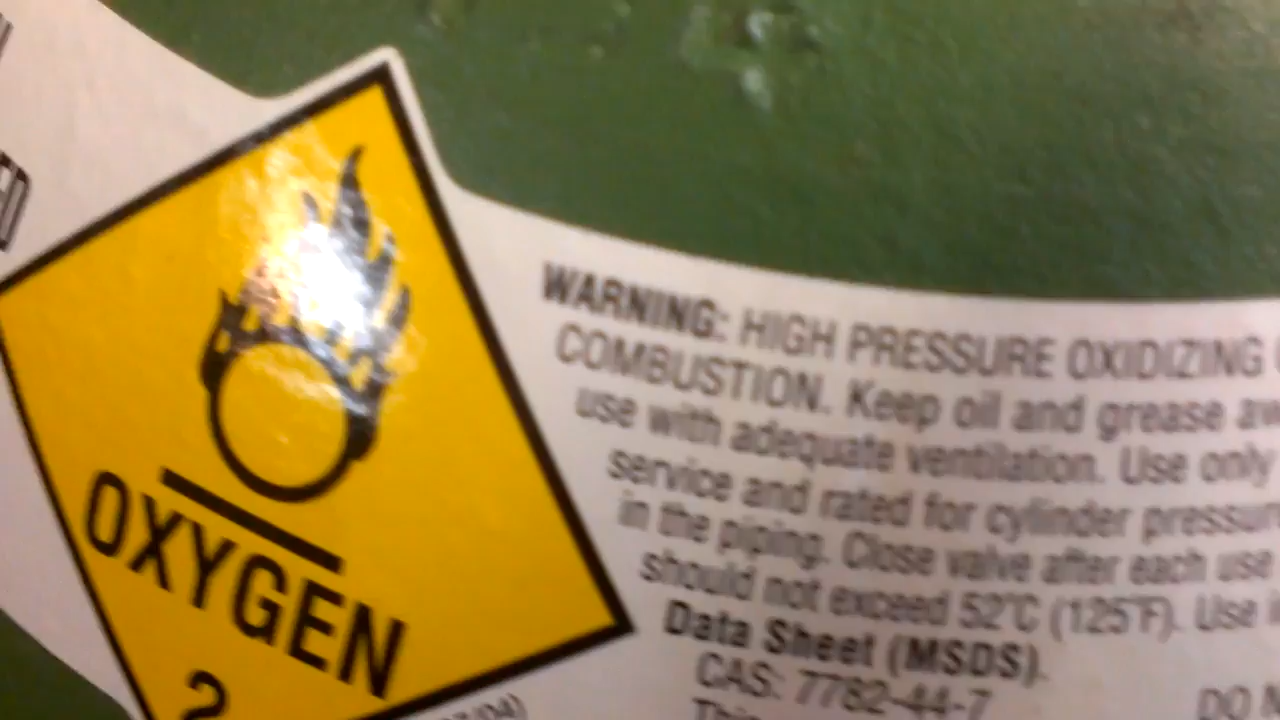 OXYGEN
2
WARNING: HIGH PRESSURE OXIDIZING
COMBUSTION. Keep oil and grease
use with adequate ventilation. Use only
service and rated for cylinder
in the piping. Close valve after each use
should not exceed 52°C (125°F). Use
Data Sheet (MSDS).
CAS: 7782-44-7
This
DO